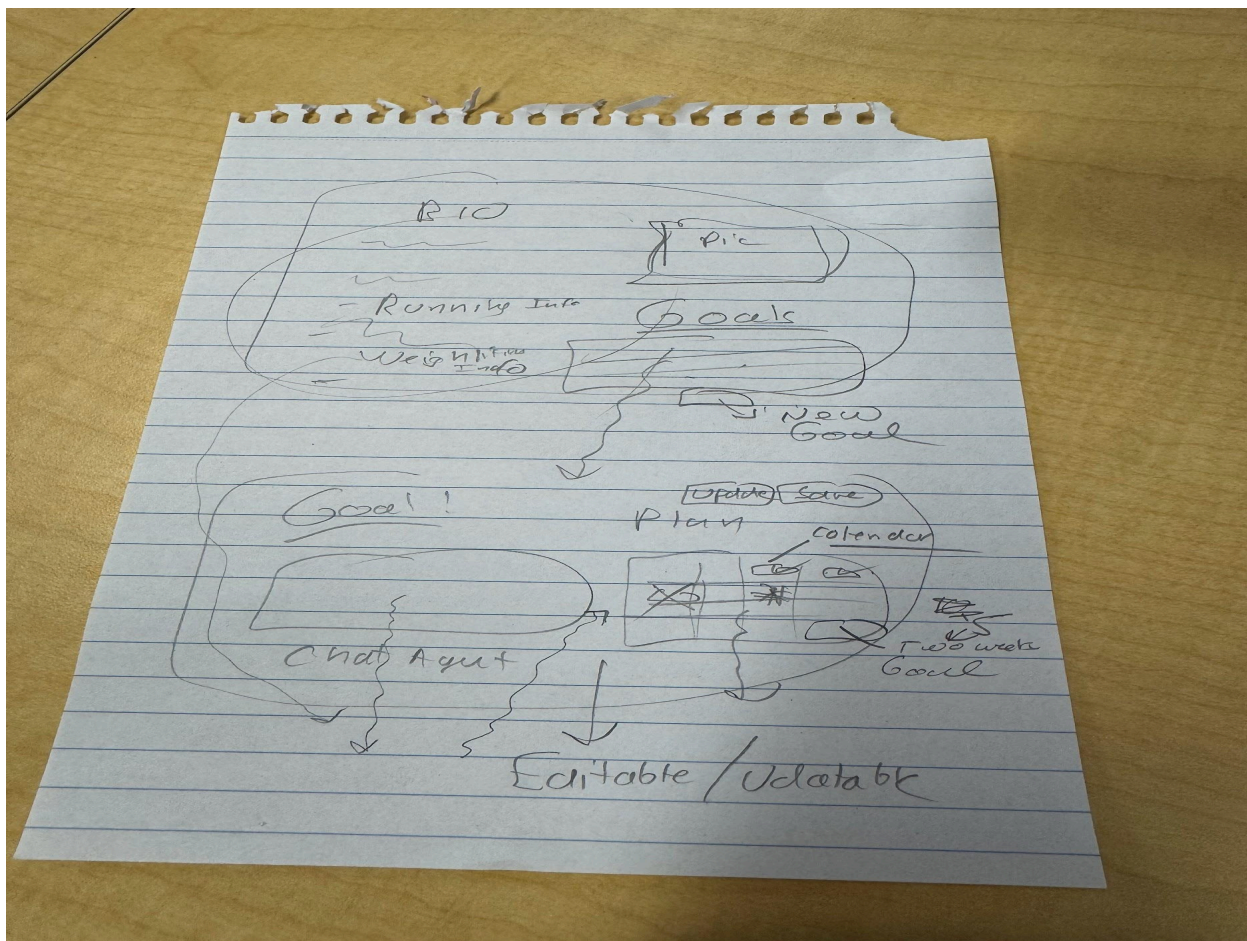 BIO
Pic
- Running Info
Goals
Weightlifting
Info
New
Goal
Goal!
Update Save
Plan
Calendar
Two week
Goal
Chat Agent
Editable / Udatable